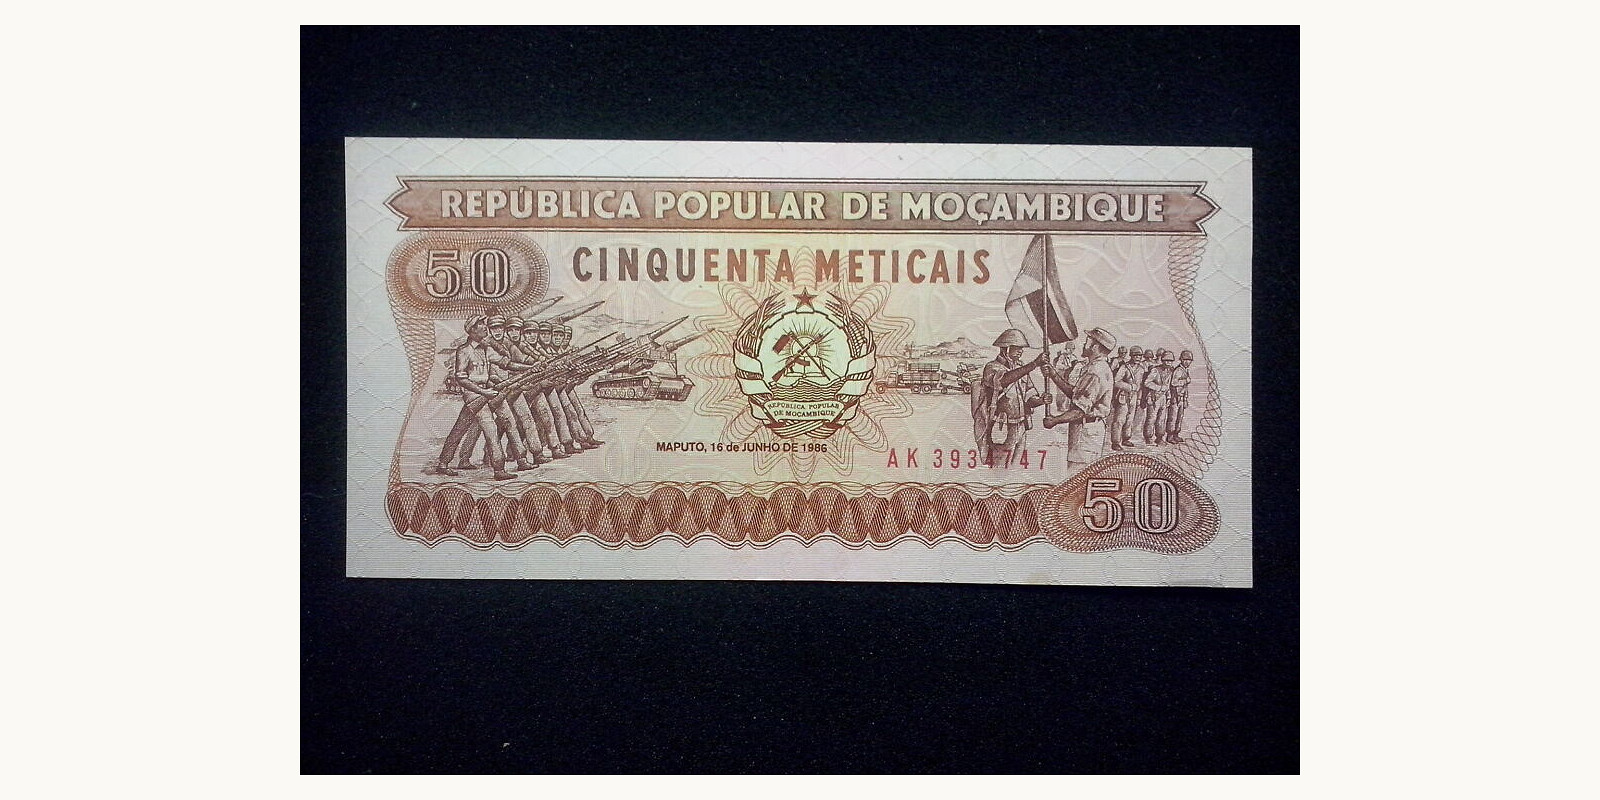 REPÚBLICA POPULAR DE MOÇAMBIQUE
50
CINQUENTA METICAIS
REPÚBLICA POPULAR
DE MOÇAMBIQUE
MAPUTO, 16 de JUNHO DE 1986
AK 3934747
50